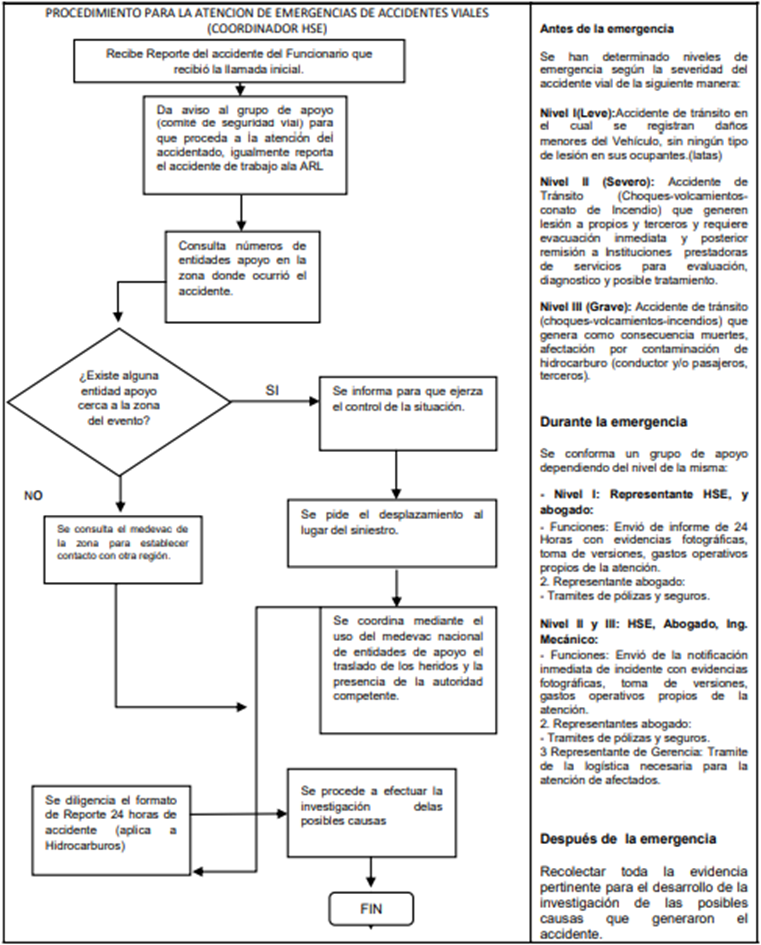 PROCEDIMIENTO PARA LA ATENCION DE EMERGENCIAS DE ACCIDENTES VIALES
(COORDINADOR HSE)
Recibe Reporte del accidente del Funcionario que
recibió la llamada inicial.
Da aviso al grupo de apoyo
(comité de seguridad vial) para
que proceda a la atención del
accidentado, igualmente reporta
el accidente de trabajo ala ARL
Consulta números de
entidades apoyo en la
zona donde ocurrió el
accidente.
¿Existe alguna
entidad apoyo
cerca a la zona
del evento?
SI
Se informa para que ejerza
el control de la situación.
NO
Se consulta el medevac de
la zona para establecer
contacto con otra región.
Se pide el desplazamiento al
lugar del siniestro.
Se coordina mediante el
uso del medevac nacional
de entidades de apoyo el
traslado de los heridos y la
presencia de la autoridad
competente.
Se diligencia el formato
de Reporte 24 horas de
accidente (aplica a
Hidrocarburos)
Se procede a efectuar la
investigación delas
posibles causas
FIN
Antes de la emergencia
Se han determinado niveles de
emergencia según la severidad del
accidente vial de la siguiente manera:
Nivel I(Leve):Accidente de tránsito en
el cual se registran daños
menores del Vehículo, sin ningún tipo
de lesión en sus ocupantes.(latas)
Nivel II (Severo): Accidente de
Tránsito (Choques-volcamientos-
conato de Incendio) que generen
lesión a propios y terceros y requiere
evacuación inmediata y posterior
remisión a Instituciones prestadoras
de servicios para evaluación,
diagnostico y posible tratamiento.
Nivel III (Grave): Accidente de tránsito
(choques-volcamientos-incendios) que
genera como consecuencia muertes,
afectación por contaminación de
hidrocarburo (conductor y/o pasajeros,
terceros).
Durante la emergencia
Se conforma un grupo de apoyo
dependiendo del nivel de la misma:
- Nivel I: Representante HSE, y
abogado:
- Funciones: Envió de informe de 24
Horas con evidencias fotográficas,
toma de versiones, gastos operativos
propios de la atención.
2. Representante abogado:
- Tramites de pólizas y seguros.
Nivel II y III: HSE, Abogado, Ing.
Mecánico:
- Funciones: Envió de la notificación
inmediata de incidente con evidencias
fotográficas, toma de versiones,
gastos operativos propios de la
atención.
2. Representantes abogado:
- Tramites de pólizas y seguros.
3 Representante de Gerencia: Tramite
de la logística necesaria para la
atención de afectados.
Después de la emergencia
Recolectar toda la evidencia
pertinente para el desarrollo de la
investigación de las posibles
causas que generaron el
accidente.